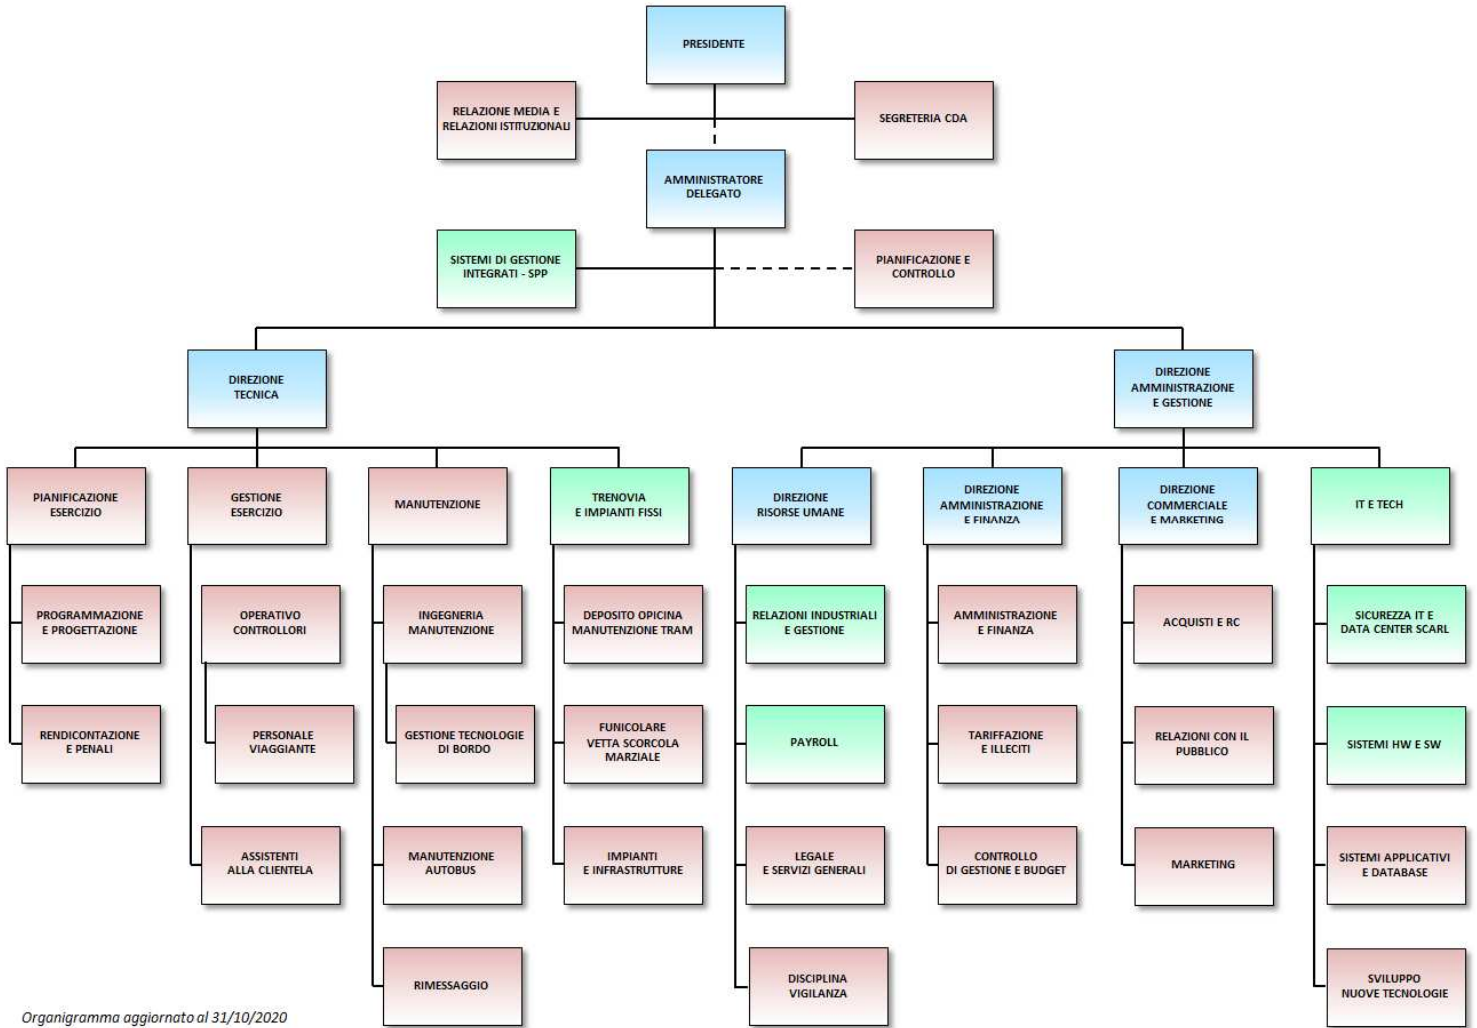 PRESIDENTE
RELAZIONE MEDIA E
RELAZIONI ISTITUZIONALI
SEGRETERIA CDA
AMMINISTRATORE
DELEGATO
SISTEMI DI GESTIONE
INTEGRATI - SPP
PIANIFICAZIONE E
CONTROLLO
DIREZIONE
TECNICA
DIREZIONE
AMMINISTRAZIONE
E GESTIONE
PIANIFICAZIONE
ESERCIZIO
GESTIONE
ESERCIZIO
MANUTENZIONE
TRENOVIA
E IMPIANTI FISSI
DIREZIONE
RISORSE UMANE
DIREZIONE
AMMINISTRAZIONE
E FINANZA
DIREZIONE
COMMERCIALE
E MARKETING
IT E TECH
PROGRAMMAZIONE
E PROGETTAZIONE
OPERATIVO
CONTROLLORI
INGEGNERIA
MANUTENZIONE
DEPOSITO OPICINA
MANUTENZIONE TRAM
RELAZIONI INDUSTRIALI
E GESTIONE
AMMINISTRAZIONE
E FINANZA
ACQUISTI E RC
SICUREZZA IT E
DATA CENTER SCARL
RENDICONTAZIONE
E PENALI
PERSONALE
VIAGGIANTE
GESTIONE TECNOLOGIE
DI BORDO
FUNICOLARE
VETTA SCORCOLA
MARZIALE
PAYROLL
TARIFFAZIONE
E ILLECITI
RELAZIONI CON IL
PUBBLICO
SISTEMI HW E SW
ASSISTENTI
ALLA CLIENTELA
MANUTENZIONE
AUTOBUS
IMPIANTI
E INFRASTRUTTURE
LEGALE
E SERVIZI GENERALI
CONTROLLO
DI GESTIONE E BUDGET
MARKETING
SISTEMI APPLICATIVI
E DATABASE
RIMESSAGGIO
DISCIPLINA
VIGILANZA
SVILUPPO
NUOVE TECNOLOGIE
Organigramma aggiornato al 31/10/2020